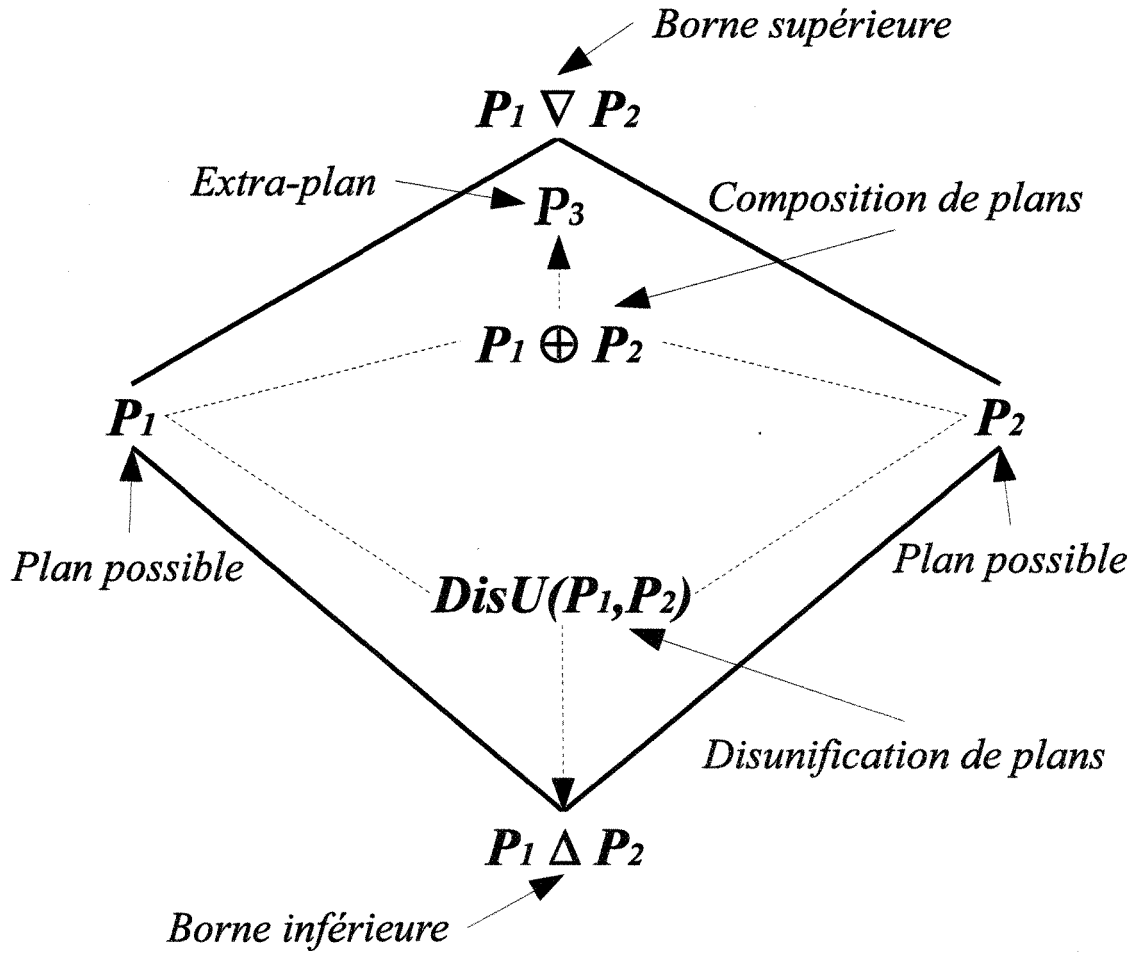 Borne supérieure
P1 ∇ P2
Extra-plan
P3
Composition de plans
P1 ⊕ P2
P1
P2
Plan possible
Plan possible
DisU(P1,P2)
Disunification de plans
P1 Δ P2
Borne inférieure